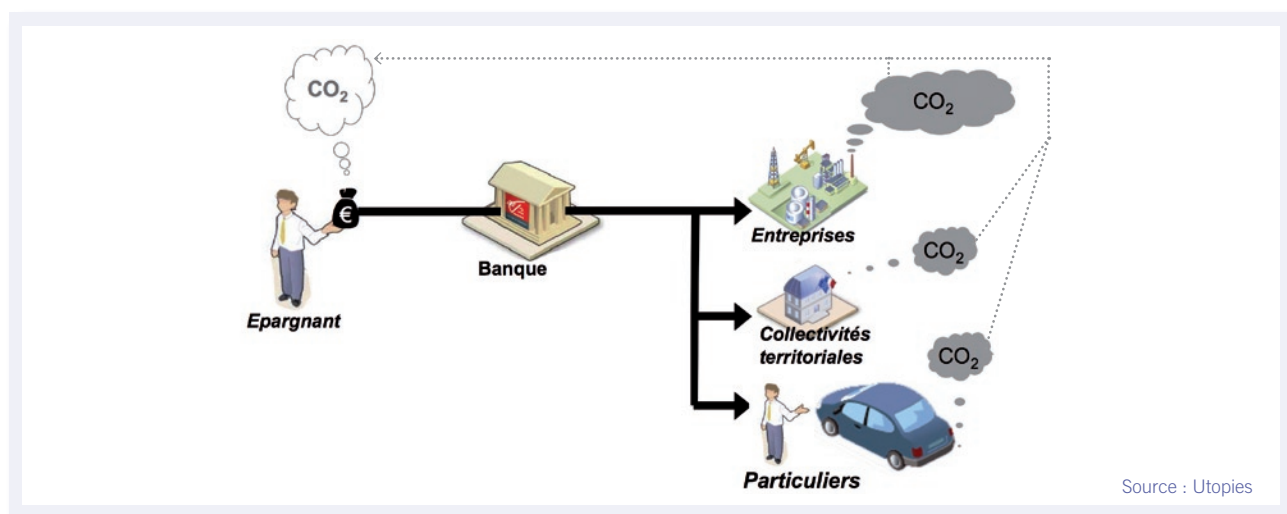 CO2
CO2
€
Entreprises
Banque
CO2
Epargnant
Collectivités
territoriales
CO2
Particuliers
Source : Utopies